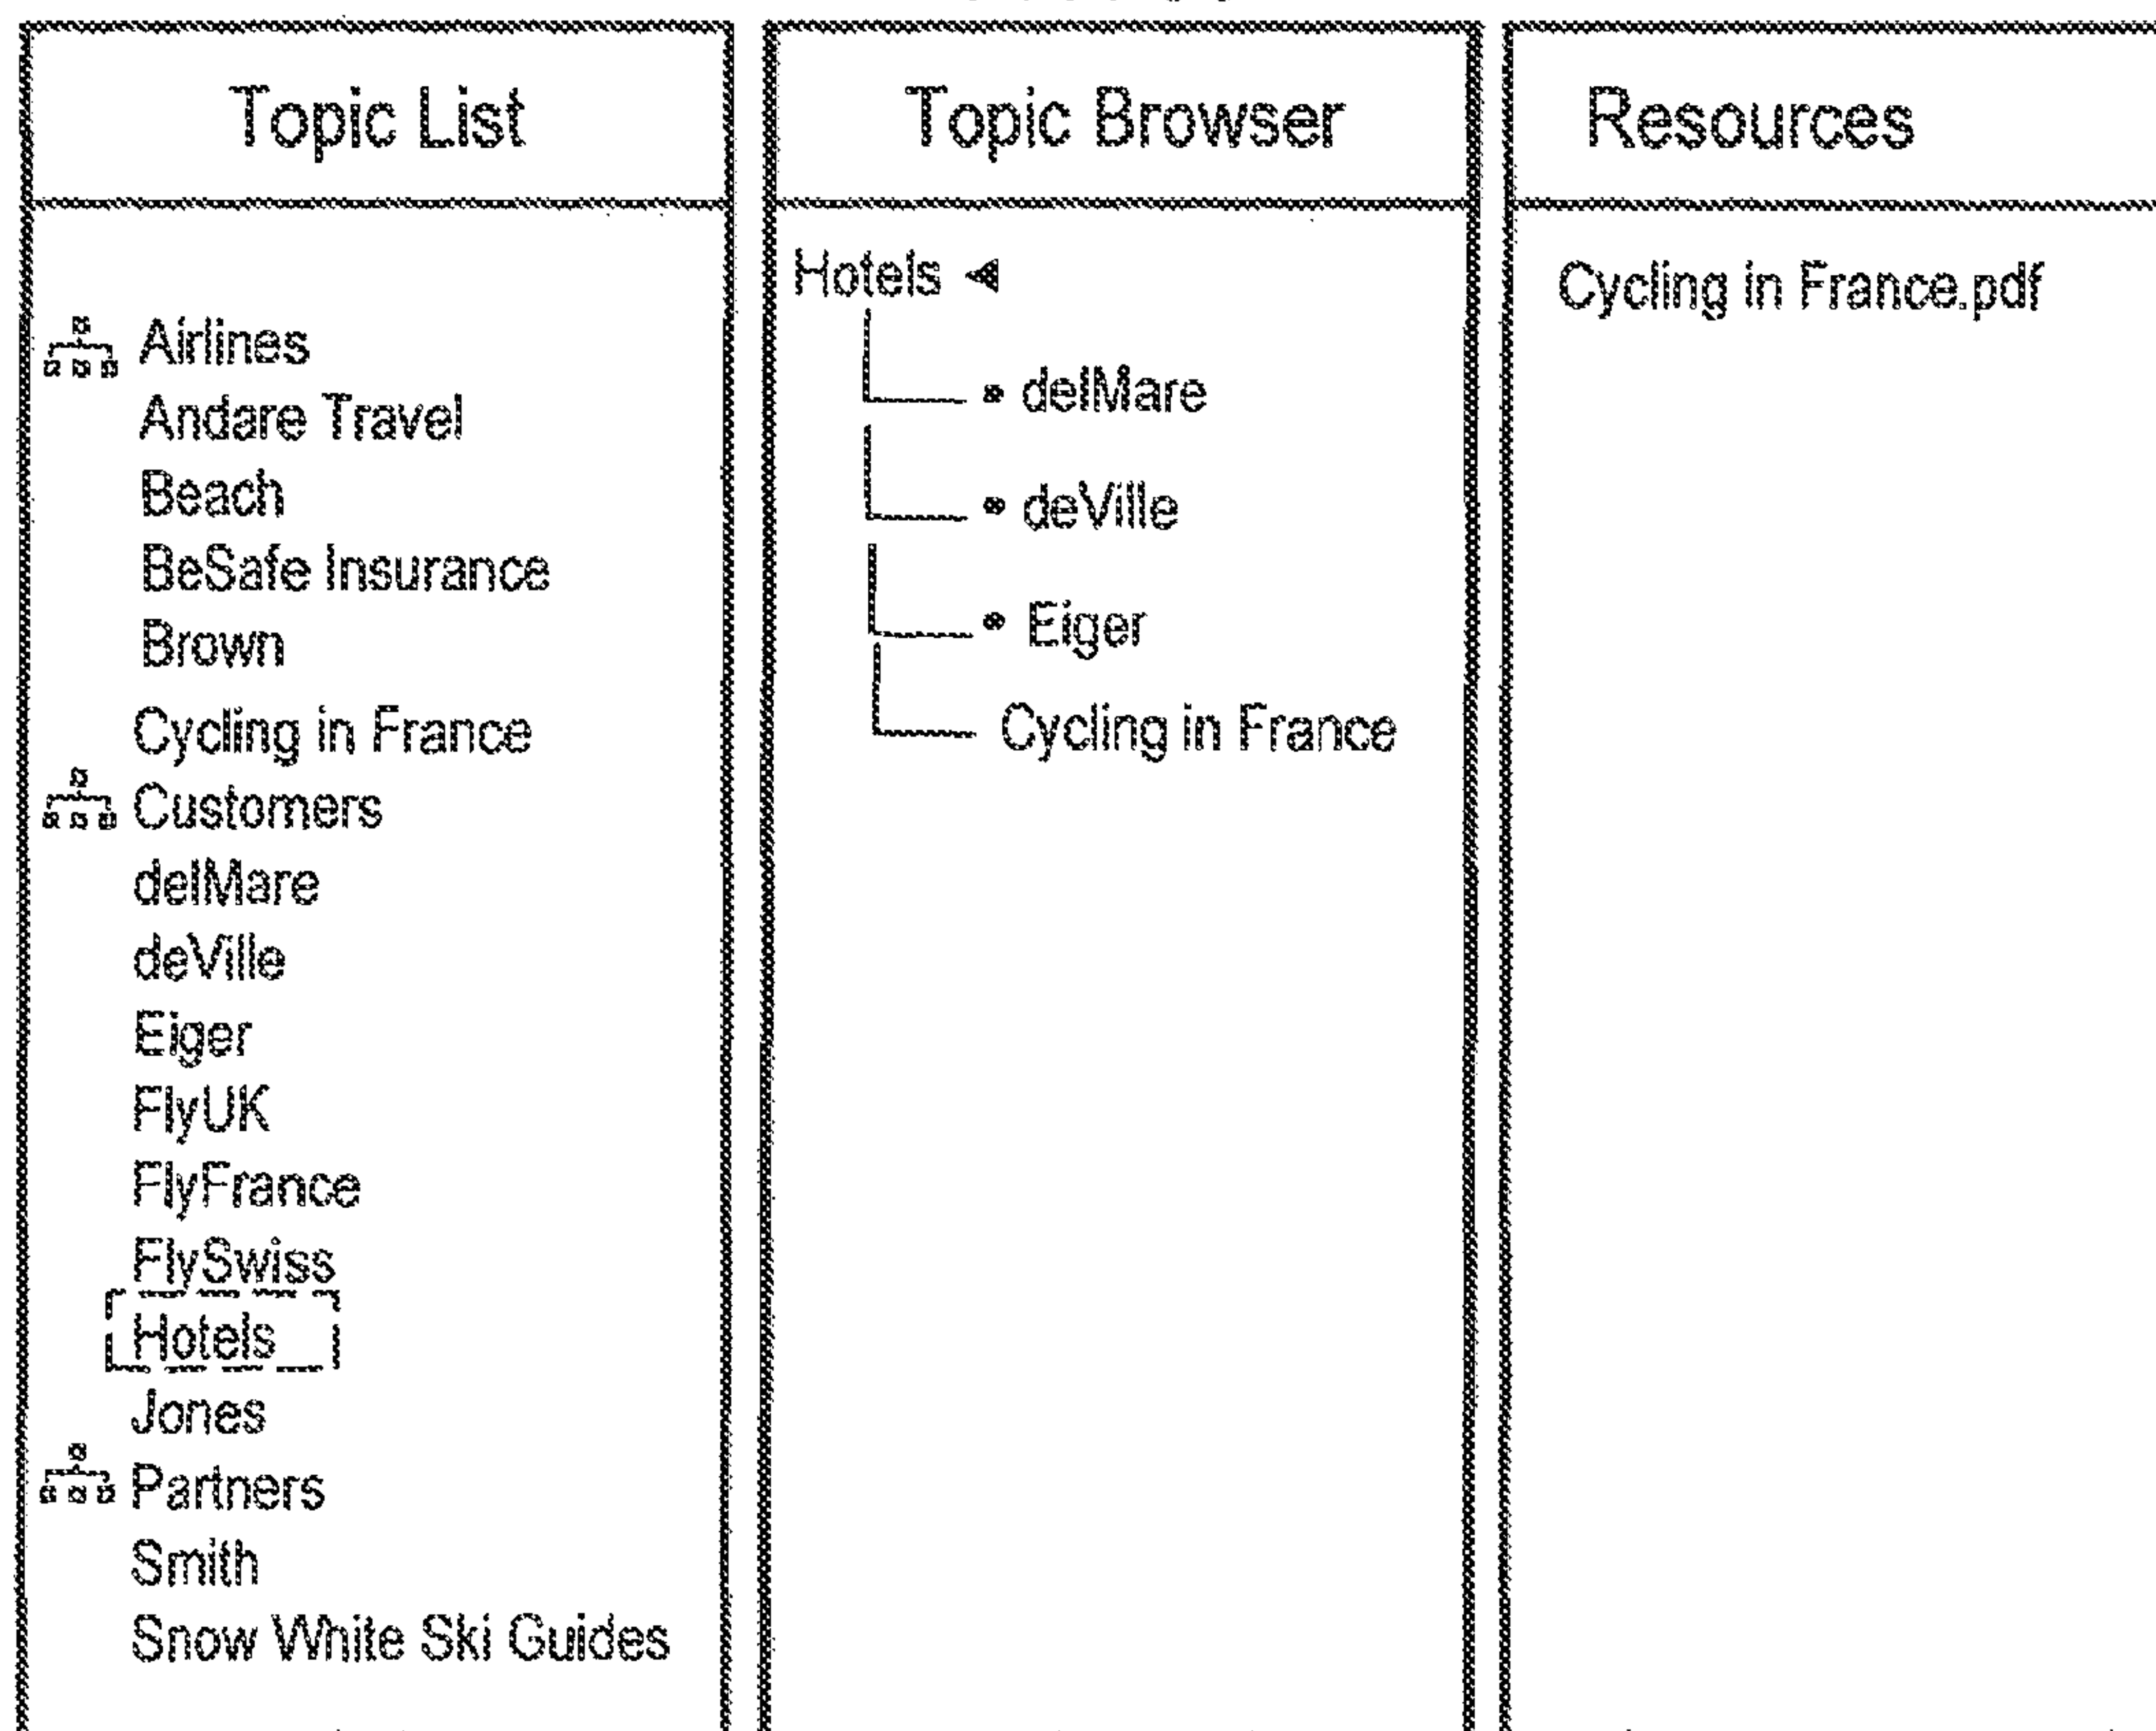 Topic List
Airlines
Andare Travel
Beach
BeSafe Insurance
Brown
Cycling in France
Customers
delMare
deVille
Eiger
FlyUK
FlyFrance
FlySwiss
Hotels
Jones
Partners
Smith
Snow White Ski Guides
Topic Browser
Hotels
• delMare
• deVille
• Eiger
Cycling in France
Resources
Cycling in France.pdf